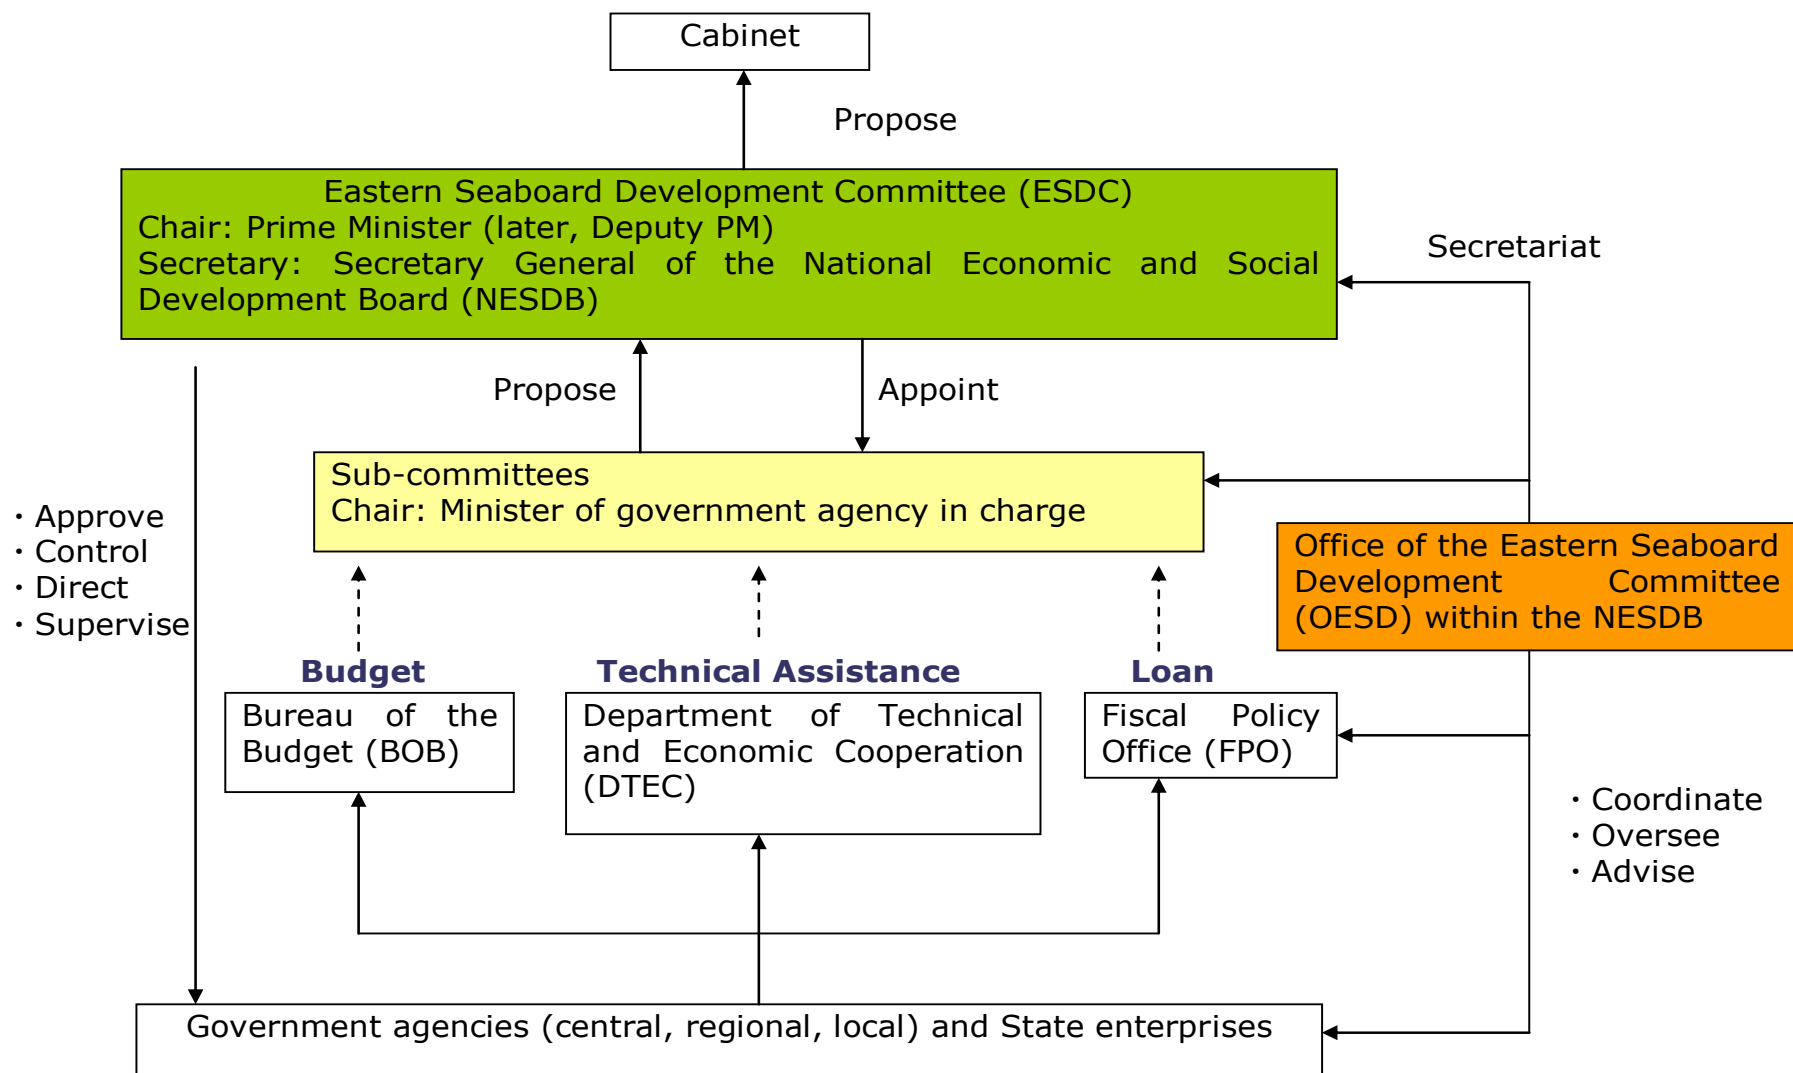 Cabinet
Propose
Eastern Seaboard Development Committee (ESDC)
Chair: Prime Minister (later, Deputy PM)
Secretary: Secretary General of the National Economic and Social
Development Board (NESDB)
Secretariat
Propose
Appoint
Sub-committees
Chair: Minister of government agency in charge
・Approve
・Control
・Direct
・Supervise
Office of the Eastern Seaboard
Development Committee
(OESD) within the NESDB
Budget
Technical Assistance
Loan
Bureau of the
Budget (BOB)
Department of Technical
and Economic Cooperation
(DTEC)
Fiscal Policy
Office (FPO)
・Coordinate
・Oversee
・Advise
Government agencies (central, regional, local) and State enterprises